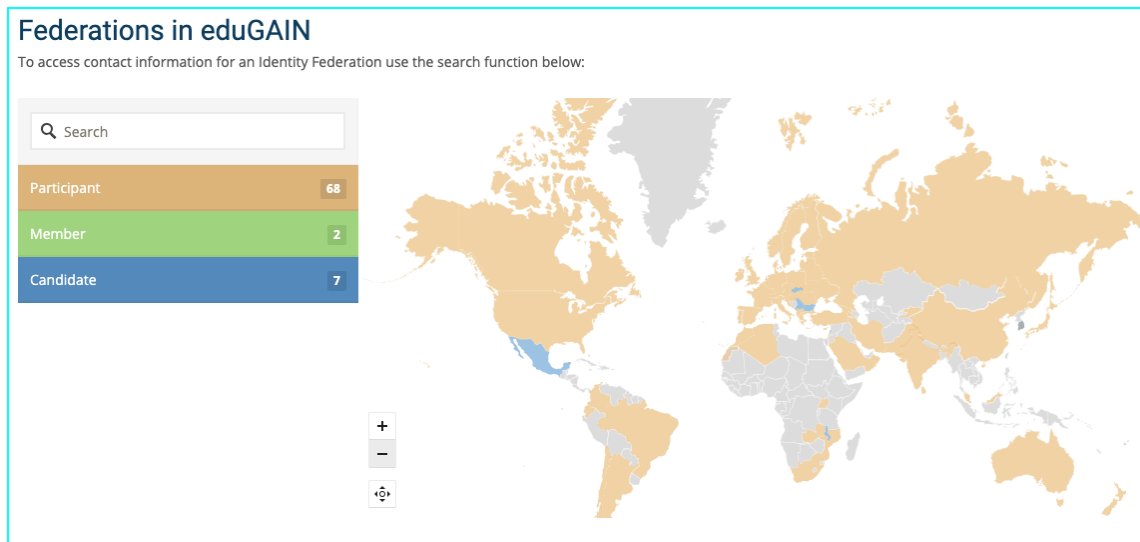 Federations in eduGAIN
To access contact information for an Identity Federation use the search function below:
Search
Participant 68
Member 2
Candidate 7
+
−